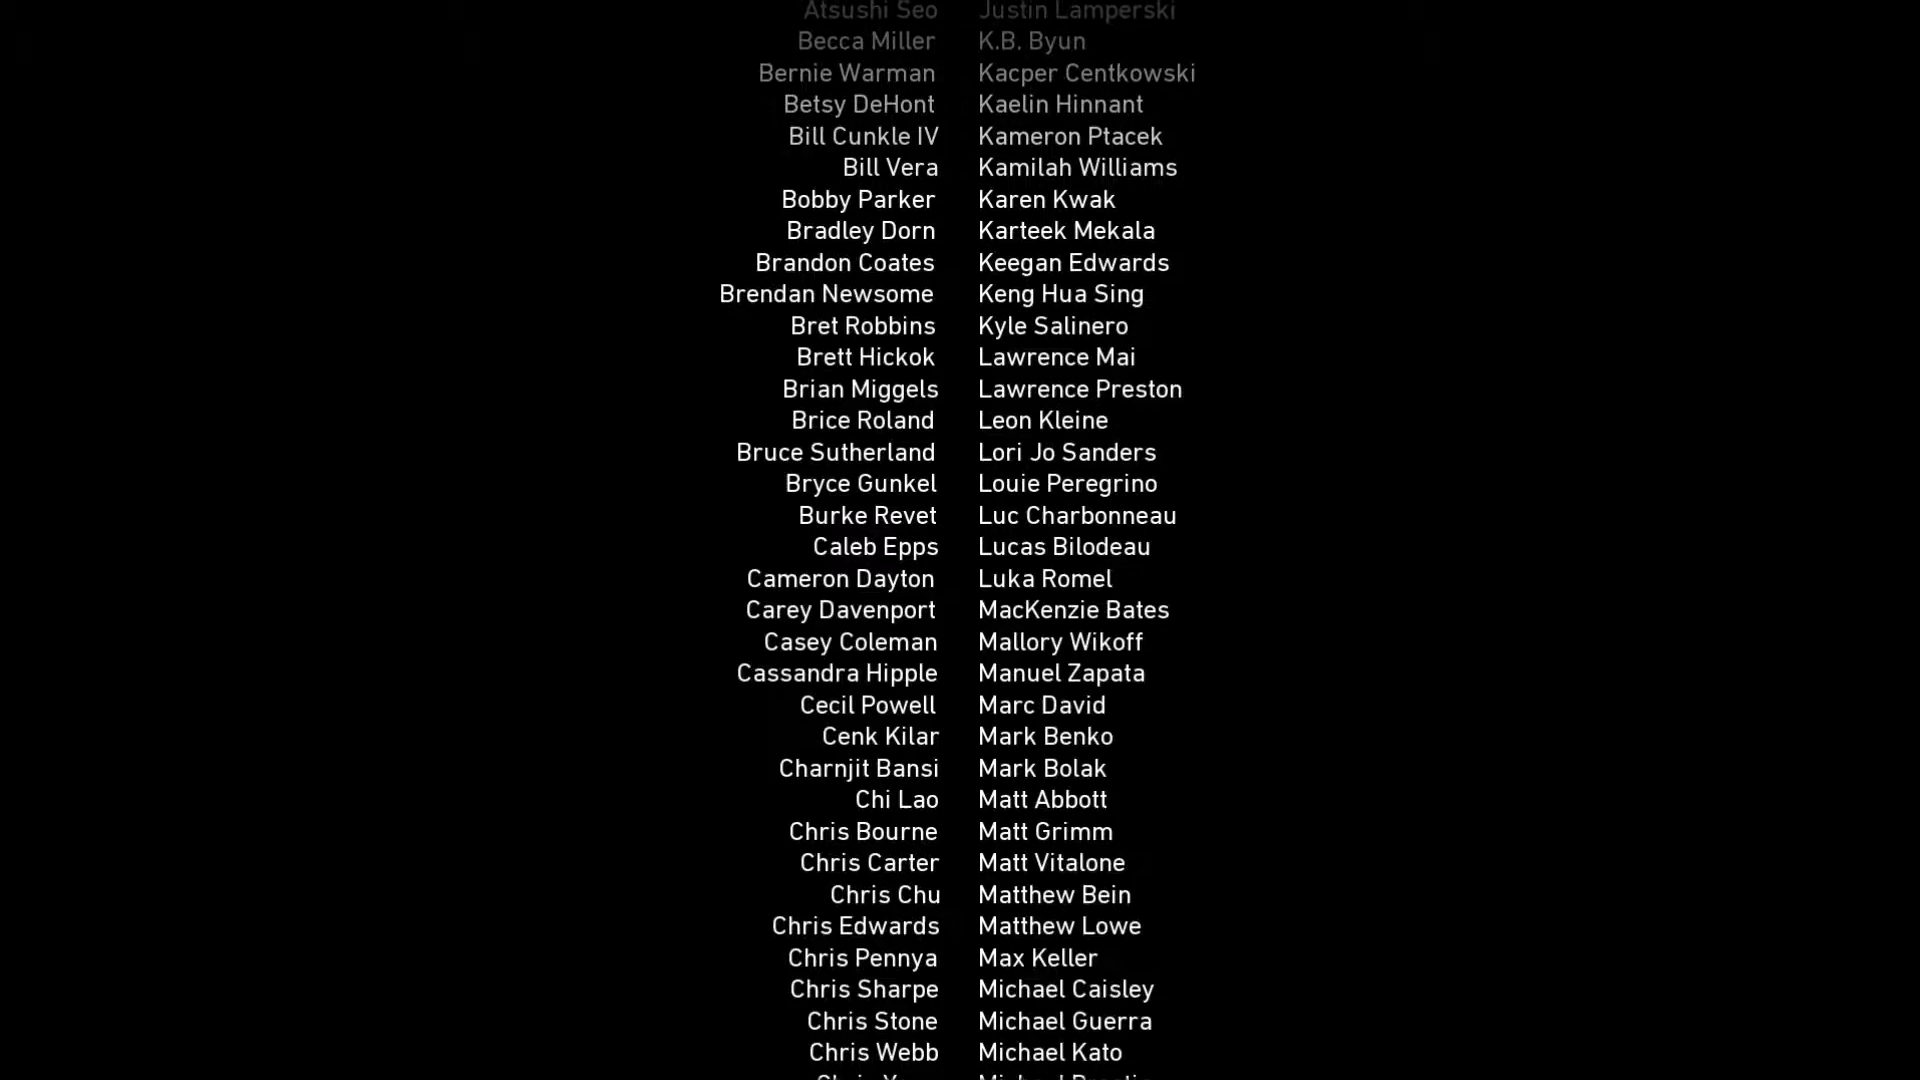 Atsushi Seo Justin Lamperski
Becca Miller K.B. Byun
Bernie Warman Kacper Centkowski
Betsy DeHont Kaelin Hinnant
Bill Cunkle IV Kameron Ptacek
Bill Vera Kamilah Williams
Bobby Parker Karen Kwak
Bradley Dorn Karteek Mekala
Brandon Coates Keegan Edwards
Brendan Newsome Keng Hua Sing
Bret Robbins Kyle Salinero
Brett Hickok Lawrence Mai
Brian Miggels Lawrence Preston
Brice Roland Leon Kleine
Bruce Sutherland Lori Jo Sanders
Bryce Gunkel Louie Peregrino
Burke Revet Luc Charbonneau
Caleb Epps Lucas Bilodeau
Cameron Dayton Luka Romel
Carey Davenport MacKenzie Bates
Casey Coleman Mallory Wikoff
Cassandra Hipple Manuel Zapata
Cecil Powell Marc David
Cenk Kilar Mark Benko
Charnjit Bansi Mark Bolak
Chi Lao Matt Abbott
Chris Bourne Matt Grimm
Chris Carter Matt Vitalone
Chris Chu Matthew Bein
Chris Edwards Matthew Lowe
Chris Pennya Max Keller
Chris Sharpe Michael Caisley
Chris Stone Michael Guerra
Chris Webb Michael Kato
Chris Michael